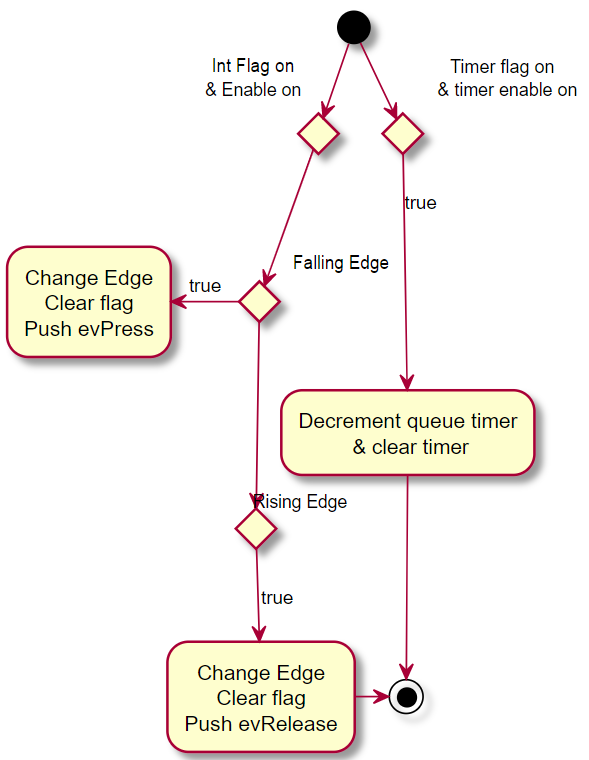 Int Flag on
& Enable on
Timer flag on
& timer enable on
true
Falling Edge
true
Change Edge
Clear flag
Push evPress
Decrement queue timer
& clear timer
Rising Edge
true
Change Edge
Clear flag
Push evRelease